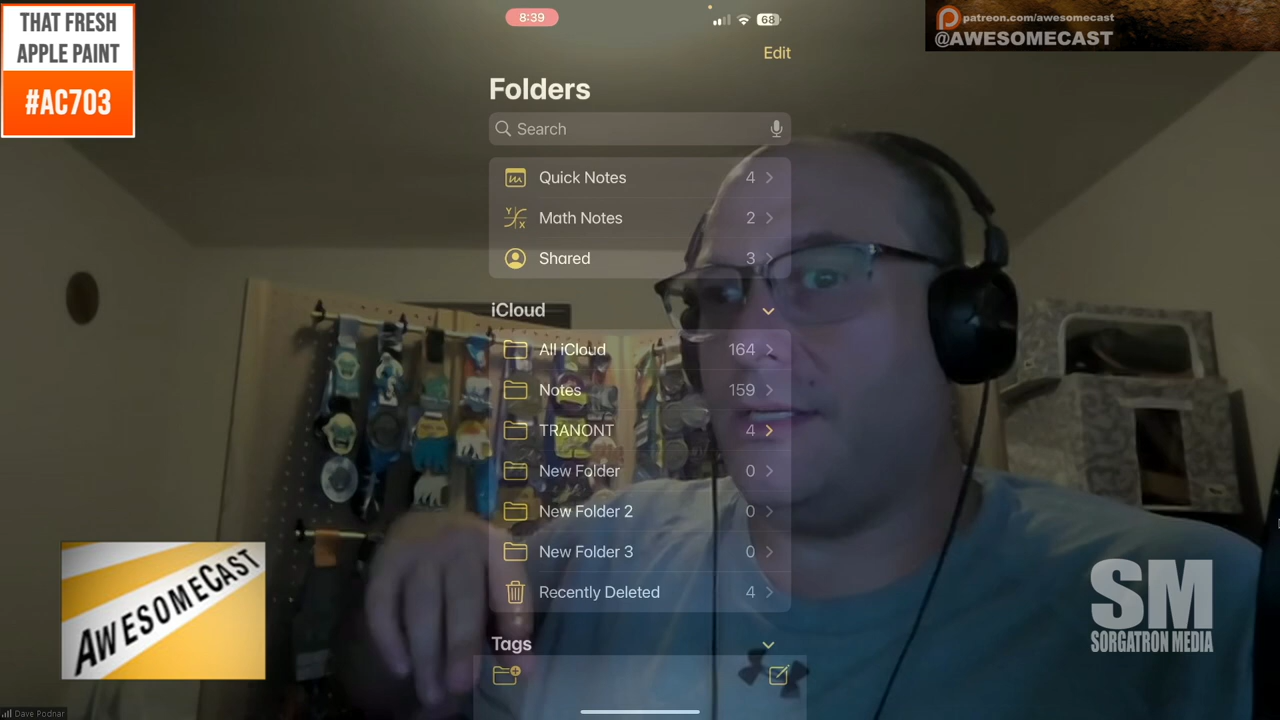 THAT FRESH
APPLE PAINT
#AC703
8:39
68
patreon.com/awesomecast
@AWESOMECAST
Edit
Folders
Search
Quick Notes 4
Math Notes 2
Shared 3
iCloud
All iCloud 164
Notes 159
TRANONT 4
New Folder 0
New Folder 2 0
New Folder 3 0
Recently Deleted 4
Tags
AWESOMECAST
SM
SORGATRON MEDIA
Dave Podnar